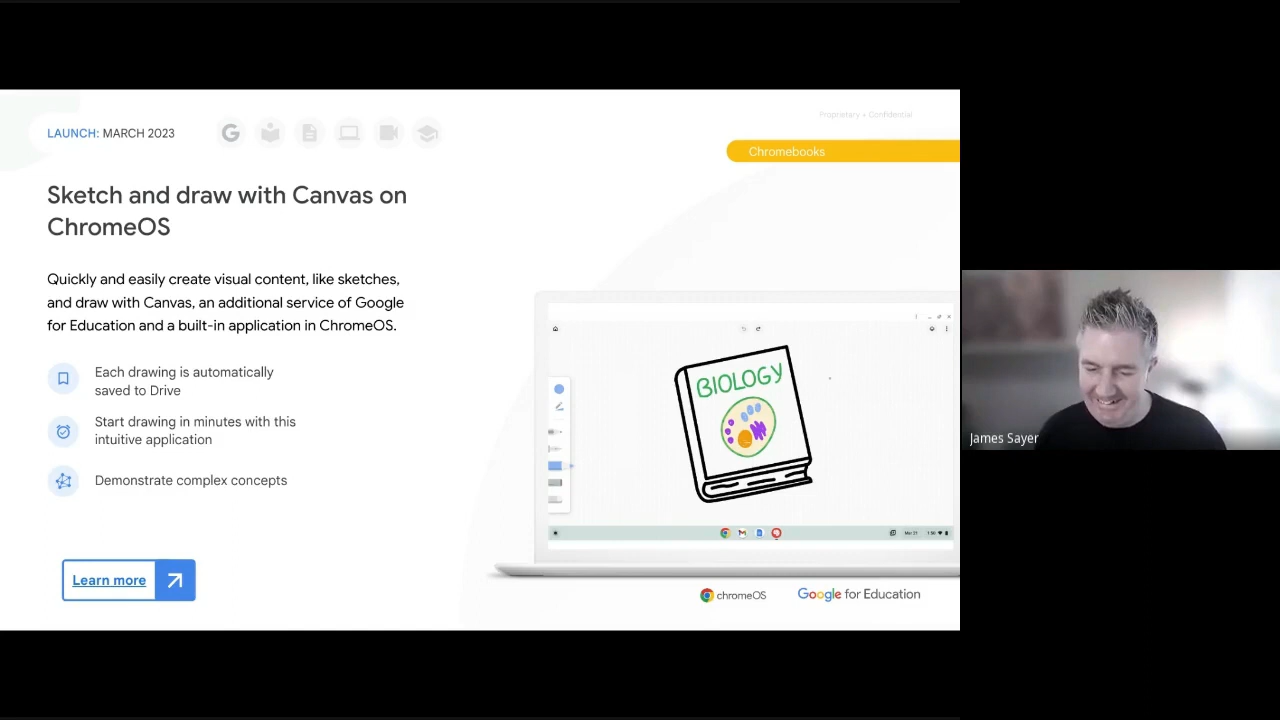 Proprietary + Confidential
LAUNCH: MARCH 2023
Chromebooks
Sketch and draw with Canvas on
ChromeOS
Quickly and easily create visual content, like sketches,
and draw with Canvas, an additional service of Google
for Education and a built-in application in ChromeOS.
Each drawing is automatically
saved to Drive
Start drawing in minutes with this
intuitive application
Demonstrate complex concepts
Learn more
BIOLOGY
chromeOS
Google for Education
James Sayer